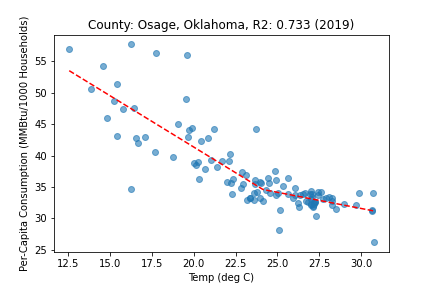 County: Osage, Oklahoma, R2: 0.733 (2019)
Per-Capita Consumption (MMBtu/1000 Households)
55
50
45
40
35
30
25
12.5 15.0 17.5 20.0 22.5 25.0 27.5 30.0
Temp (deg C)